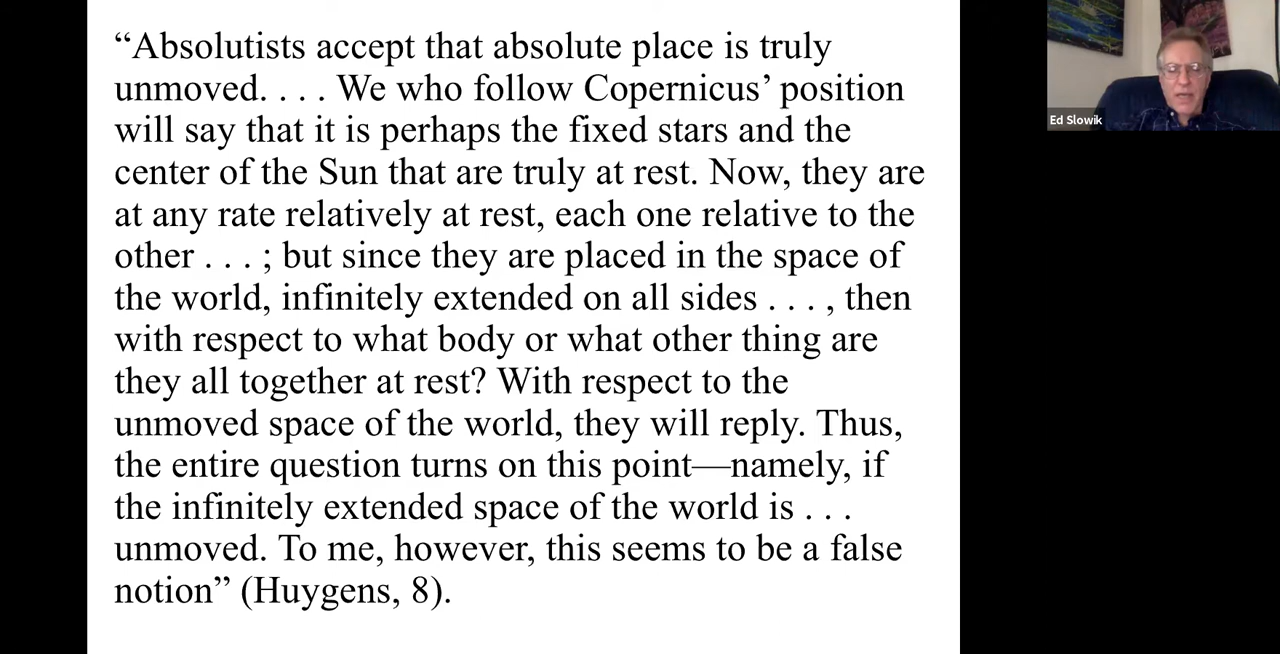 “Absolutists accept that absolute place is truly
unmoved. . . . We who follow Copernicus’ position
will say that it is perhaps the fixed stars and the
center of the Sun that are truly at rest. Now, they are
at any rate relatively at rest, each one relative to the
other . . . ; but since they are placed in the space of
the world, infinitely extended on all sides . . . , then
with respect to what body or what other thing are
they all together at rest? With respect to the
unmoved space of the world, they will reply. Thus,
the entire question turns on this point—namely, if
the infinitely extended space of the world is . . .
unmoved. To me, however, this seems to be a false
notion” (Huygens, 8).
Ed Slowik